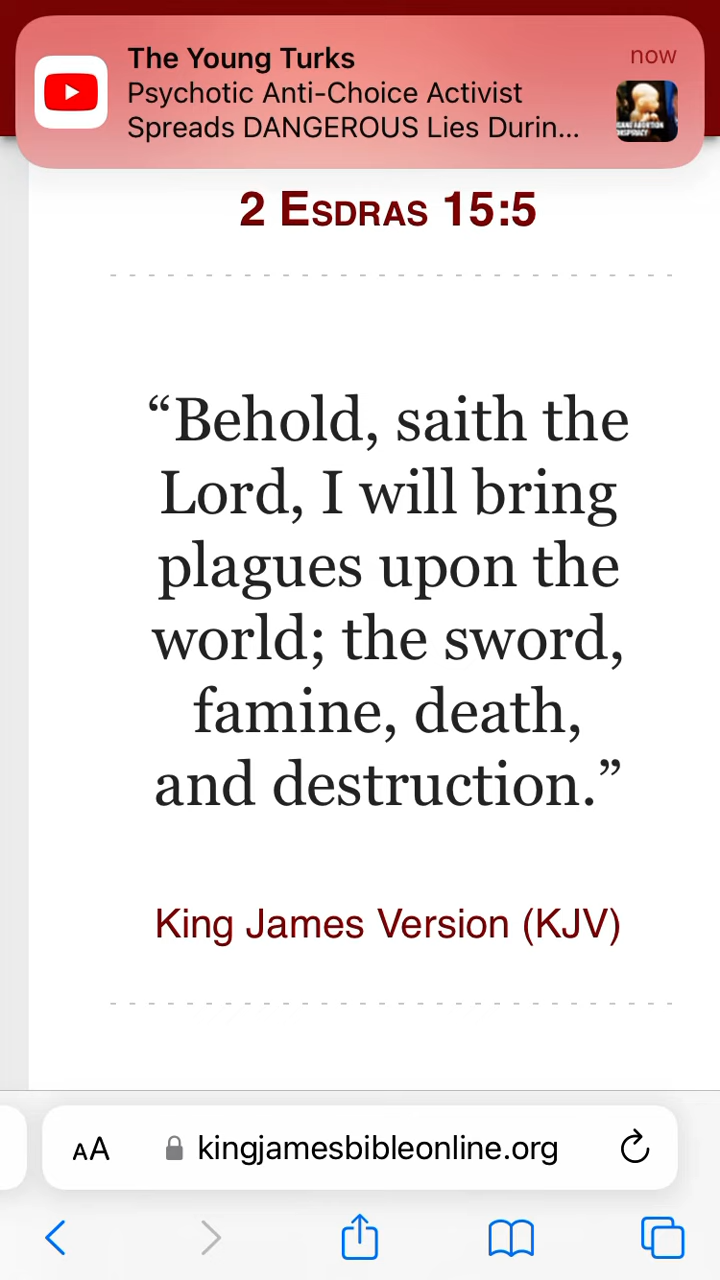 The Young Turks
now
Psychotic Anti-Choice Activist
Spreads DANGEROUS Lies Durin...
2 Esdras 15:5
“Behold, saith the
Lord, I will bring
plagues upon the
world; the sword,
famine, death,
and destruction.”
King James Version (KJV)
AA
kingjamesbibleonline.org